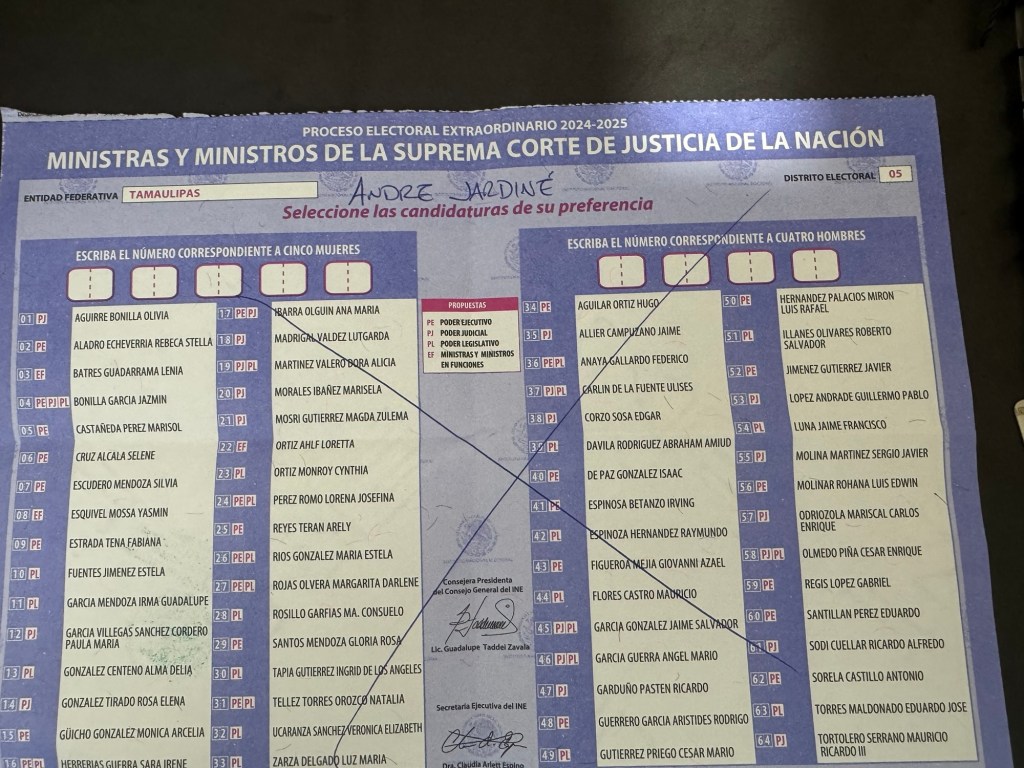 PROCESO ELECTORAL EXTRAORDINARIO 2024-2025
MINISTRAS Y MINISTROS DE LA SUPREMA CORTE DE JUSTICIA DE LA NACIÓN
ENTIDAD FEDERATIVA TAMAULIPAS
ANDRE JARDINÉ
DISTRITO ELECTORAL 05
Seleccione las candidaturas de su preferencia
ESCRIBA EL NÚMERO CORRESPONDIENTE A CINCO MUJERES
01 PJ AGUIRRE BONILLA OLIVIA
02 PE ALADRO ECHEVERRIA REBECA STELLA
03 EF BATRES GUADARRAMA LENIA
04 PE PJ PL BONILLA GARCIA JAZMIN
05 PE CASTAÑEDA PEREZ MARISOL
06 PE CRUZ ALCALA SELENE
07 PE ESCUDERO MENDOZA SILVIA
08 EF ESQUIVEL MOSSA YASMIN
09 PE ESTRADA TENA FABIANA
10 PL FUENTES JIMENEZ ESTELA
11 PL GARCIA MENDOZA IRMA GUADALUPE
12 PJ GARCIA VILLEGAS SANCHEZ CORDERO
PAULA MARIA
13 PL GONZALEZ CENTENO ALMA DELIA
14 PJ GONZALEZ TIRADO ROSA ELENA
15 PE GÜICHO GONZALEZ MONICA ARCELIA
16 PE PL HERRERIAS GUERRA SARA IRENE
17 PE PJ IBARRA OLGUIN ANA MARIA
18 PJ MADRIGAL VALDEZ LUTGARDA
19 PJ PL MARTINEZ VALERO DORA ALICIA
20 PJ MORALES IBAÑEZ MARISELA
21 PJ MOSRI GUTIERREZ MAGDA ZULEMA
22 EF ORTIZ AHLF LORETTA
23 PL ORTIZ MONROY CYNTHIA
24 PE PL PEREZ ROMO LORENA JOSEFINA
25 PE REYES TERAN ARELY
26 PE PL RIOS GONZALEZ MARIA ESTELA
27 PE PL ROJAS OLVERA MARGARITA DARLENE
28 PL ROSILLO GARFIAS MA. CONSUELO
29 PE SANTOS MENDOZA GLORIA ROSA
30 PL TAPIA GUTIERREZ INGRID DE LOS ANGELES
31 PE PL TELLEZ TORRES OROZCO NATALIA
32 PL UCARANZA SANCHEZ VERONICA ELIZABETH
33 PL ZARZA DELGADO LUZ MARIA
PROPUESTAS
PE PODER EJECUTIVO
PJ PODER JUDICIAL
PL PODER LEGISLATIVO
EF MINISTRAS Y MINISTROS
EN FUNCIONES
Consejera Presidenta
del Consejo General del INE
Lic. Guadalupe Taddei Zavala
Secretaria Ejecutiva del INE
Dra. Claudia Arlett Espino
ESCRIBA EL NÚMERO CORRESPONDIENTE A CUATRO HOMBRES
34 PE AGUILAR ORTIZ HUGO
35 PJ ALLIER CAMPUZANO JAIME
36 PE PL ANAYA GALLARDO FEDERICO
37 PJ PL CARLIN DE LA FUENTE ULISES
38 PJ CORZO SOSA EDGAR
39 PL DAVILA RODRIGUEZ ABRAHAM AMIUD
40 PE DE PAZ GONZALEZ ISAAC
41 PE ESPINOSA BETANZO IRVING
42 PL ESPINOZA HERNANDEZ RAYMUNDO
43 PE FIGUEROA MEJIA GIOVANNI AZAEL
44 PL FLORES CASTRO MAURICIO
45 PJ PL GARCIA GONZALEZ JAIME SALVADOR
46 PJ PL GARCIA GUERRA ANGEL MARIO
47 PJ GARDUÑO PASTEN RICARDO
48 PE GUERRERO GARCIA ARISTIDES RODRIGO
49 PL GUTIERREZ PRIEGO CESAR MARIO
50 PE HERNANDEZ PALACIOS MIRON
LUIS RAFAEL
51 PL ILLANES OLIVARES ROBERTO
SALVADOR
52 PE JIMENEZ GUTIERREZ JAVIER
53 PJ LOPEZ ANDRADE GUILLERMO PABLO
54 PL LUNA JAIME FRANCISCO
55 PJ MOLINA MARTINEZ SERGIO JAVIER
56 PE MOLINAR ROHANA LUIS EDWIN
57 PJ ODRIOZOLA MARISCAL CARLOS
ENRIQUE
58 PJ PL OLMEDO PIÑA CESAR ENRIQUE
59 PE REGIS LOPEZ GABRIEL
60 PE SANTILLAN PEREZ EDUARDO
61 PJ SODI CUELLAR RICARDO ALFREDO
62 PE SORELA CASTILLO ANTONIO
63 PL TORRES MALDONADO EDUARDO JOSE
64 PJ TORTOLERO SERRANO MAURICIO
RICARDO III